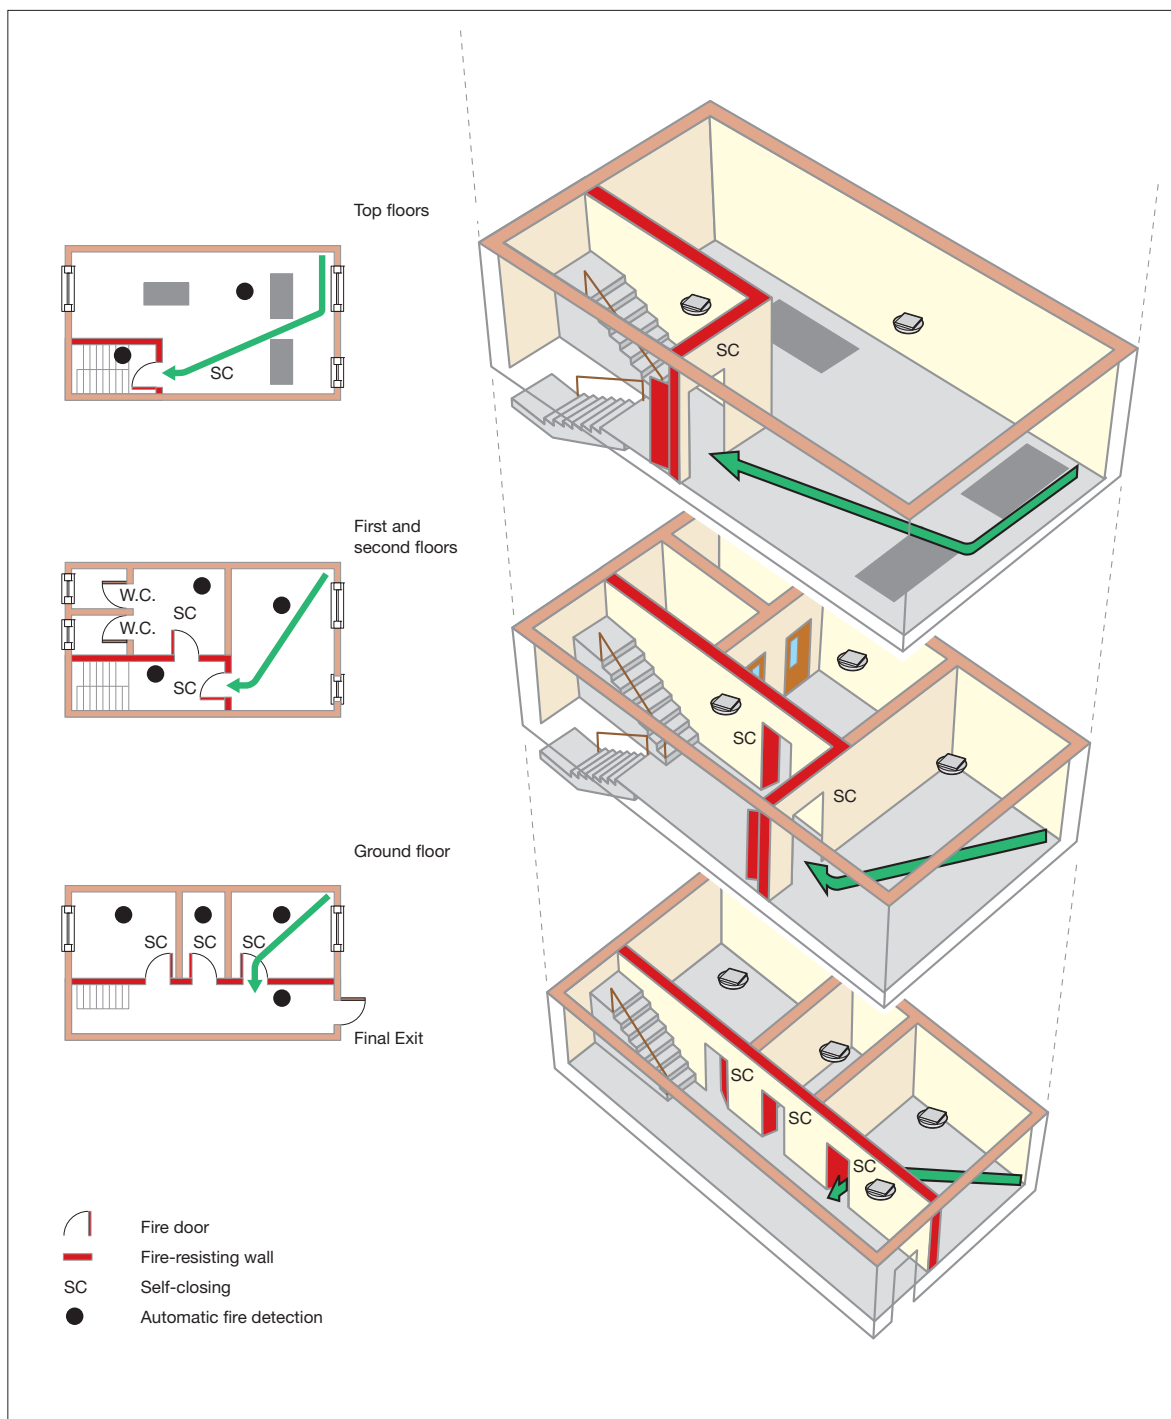 Top floors
SC
First and
second floors
W.C.
SC
W.C.
SC
Ground floor
SC
SC
SC
Final Exit
Fire door
Fire-resisting wall
SC
Self-closing
Automatic fire detection
SC
SC
SC
SC
SC
SC